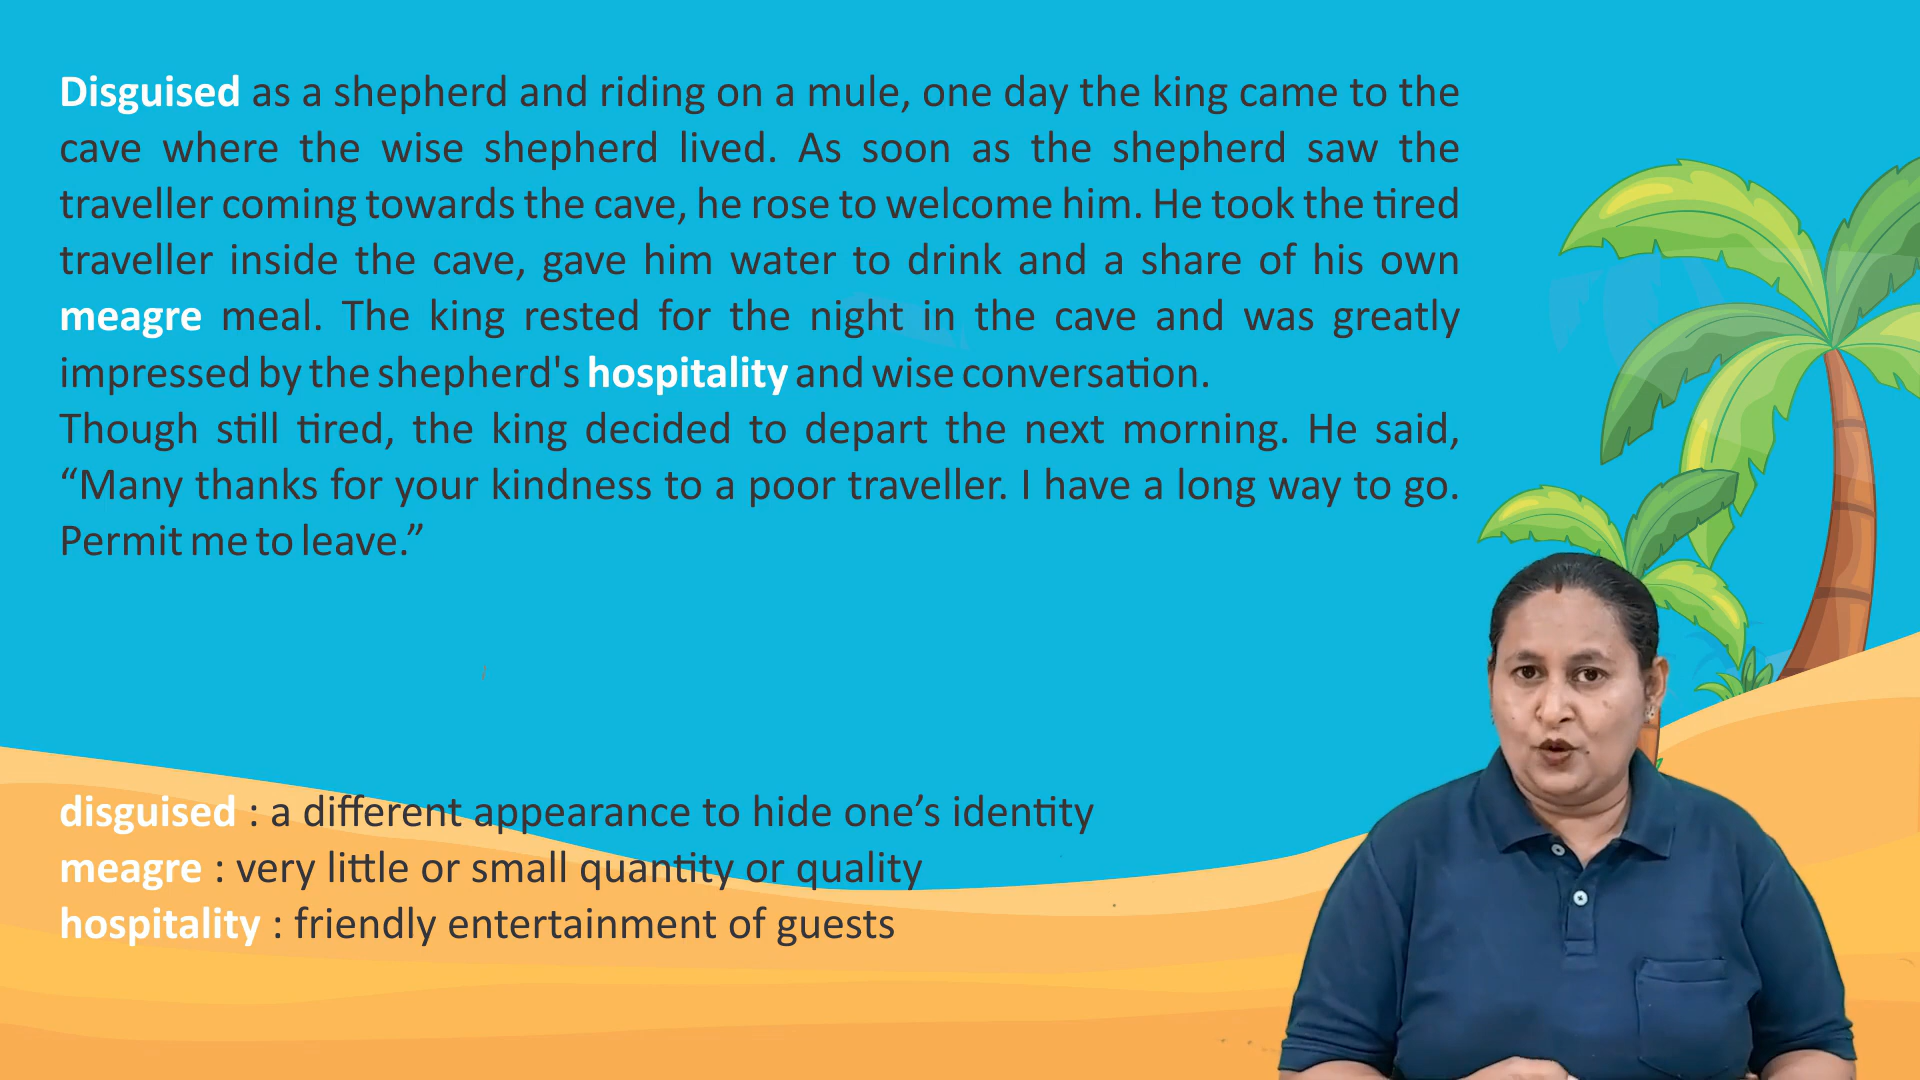 Disguised as a shepherd and riding on a mule, one day the king came to the
cave where the wise shepherd lived. As soon as the shepherd saw the
traveller coming towards the cave, he rose to welcome him. He took the tired
traveller inside the cave, gave him water to drink and a share of his own
meagre meal. The king rested for the night in the cave and was greatly
impressed by the shepherd's hospitality and wise conversation.
Though still tired, the king decided to depart the next morning. He said,
“Many thanks for your kindness to a poor traveller. I have a long way to go.
Permit me to leave.”
disguised : a different appearance to hide one’s identity
meagre : very little or small quantity or quality
hospitality : friendly entertainment of guests